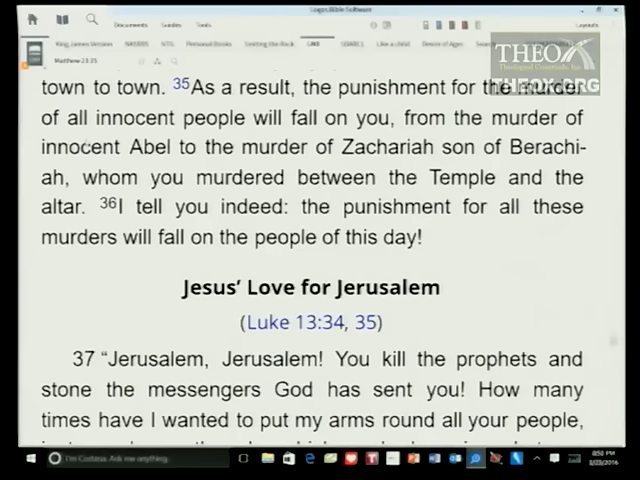 Logos Bible Software
Documents Guides Tools Layouts
King James Version NASB95 NTG Personal Books Smiting the Rock SYMBOL Like a child Desire of Ages
Matthew 23:35
THEOX
THEOX.ORG
town to town. 35As a result, the punishment for the murder
of all innocent people will fall on you, from the murder of
innocent Abel to the murder of Zachariah son of Berachi-
ah, whom you murdered between the Temple and the
altar. 36I tell you indeed: the punishment for all these
murders will fall on the people of this day!
Jesus' Love for Jerusalem
(Luke 13:34, 35)
37 “Jerusalem, Jerusalem! You kill the prophets and
stone the messengers God has sent you! How many
times have I wanted to put my arms round all your people,
I'm Cortana. Ask me anything.
8:50 PM